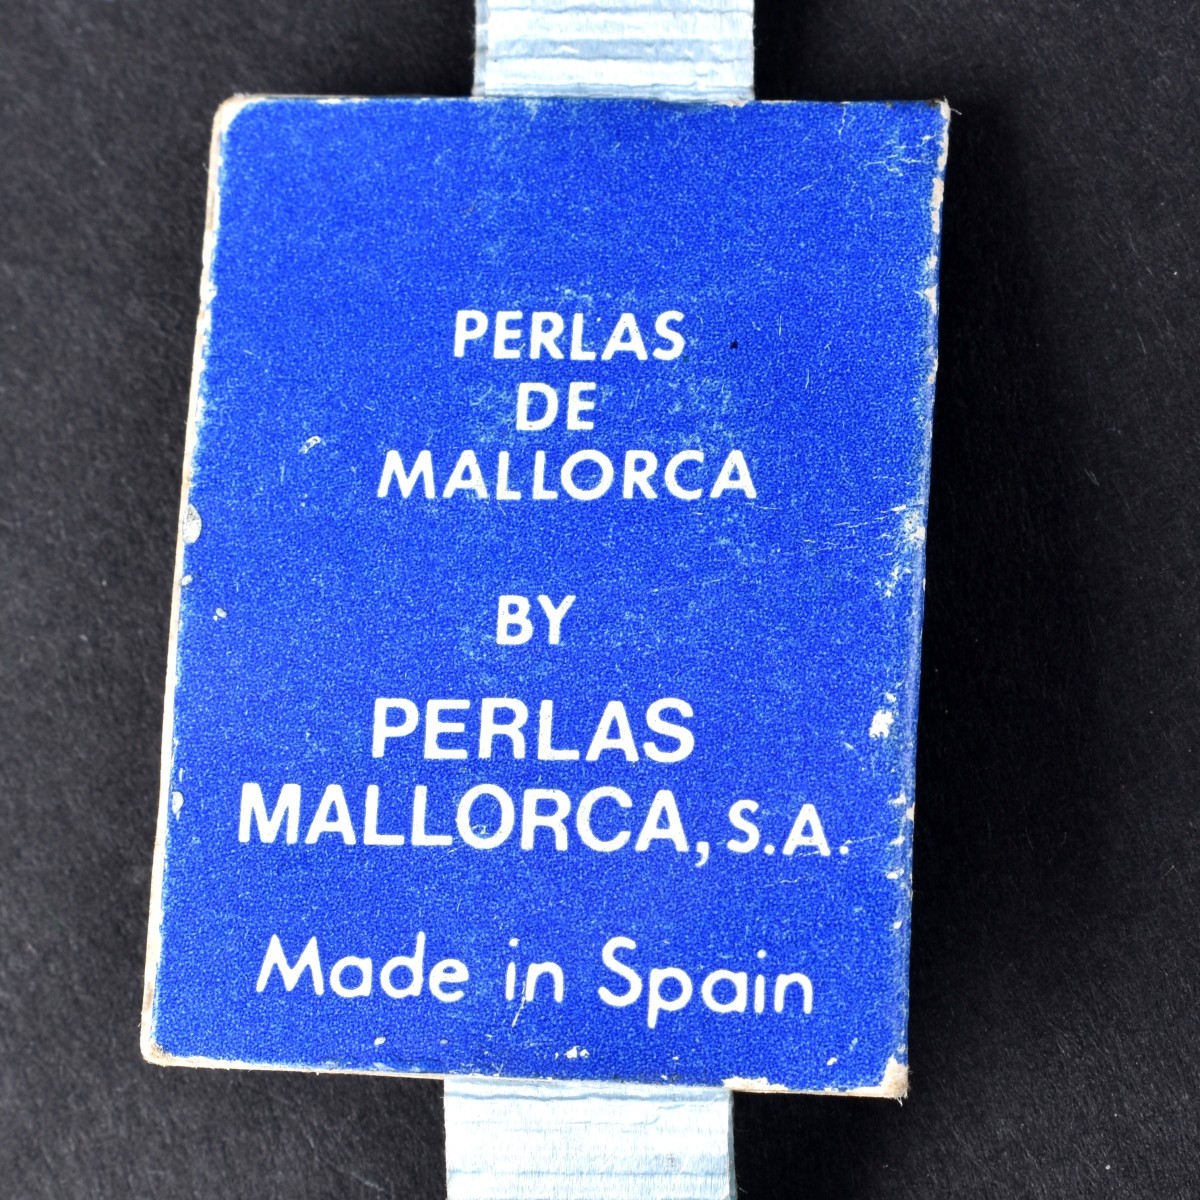 PERLAS
DE
MALLORCA
BY
PERLAS
MALLORCA, S.A.
Made in Spain